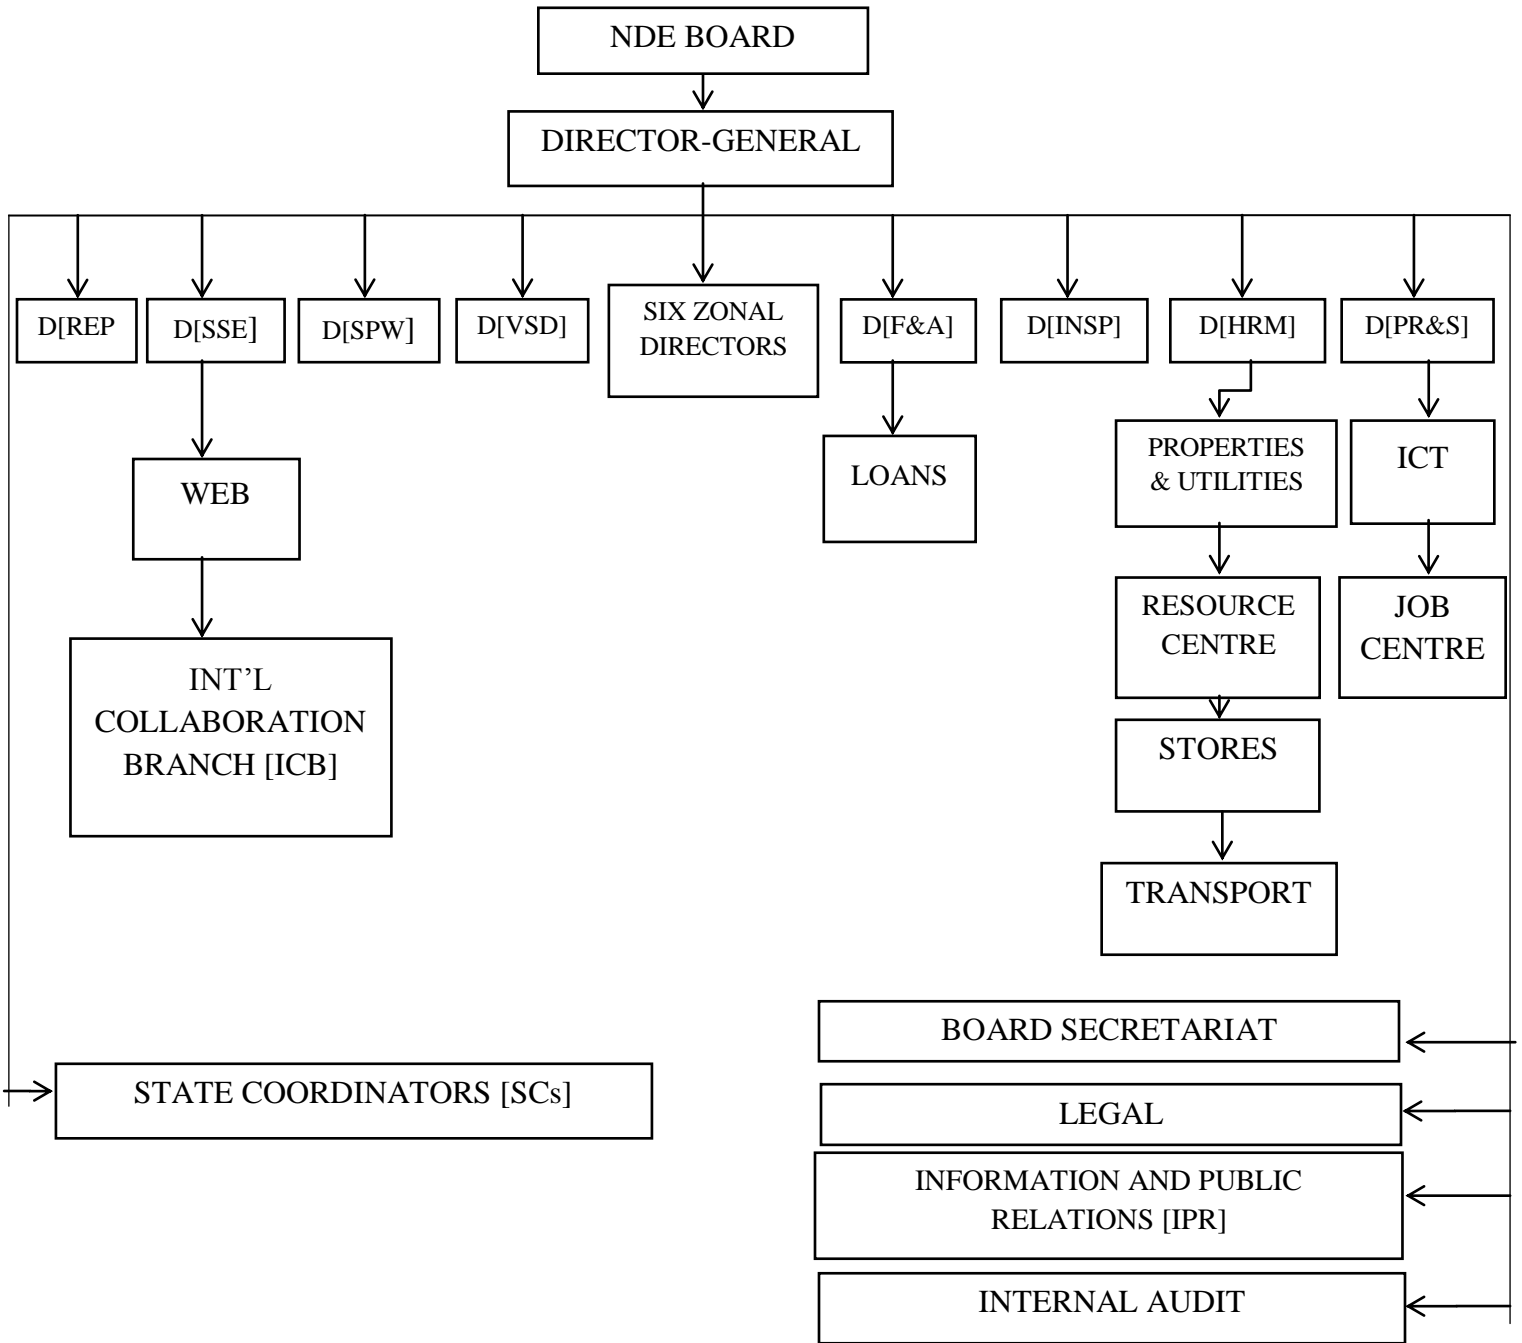 NDE BOARD
DIRECTOR-GENERAL
D[REP
D[SSE]
D[SPW]
D[VSD]
SIX ZONAL
DIRECTORS
D[F&A]
D[INSP]
D[HRM]
D[PR&S]
WEB
LOANS
PROPERTIES
& UTILITIES
ICT
INT’L
COLLABORATION
BRANCH [ICB]
RESOURCE
CENTRE
JOB
CENTRE
STORES
TRANSPORT
STATE COORDINATORS [SCs]
BOARD SECRETARIAT
LEGAL
INFORMATION AND PUBLIC
RELATIONS [IPR]
INTERNAL AUDIT